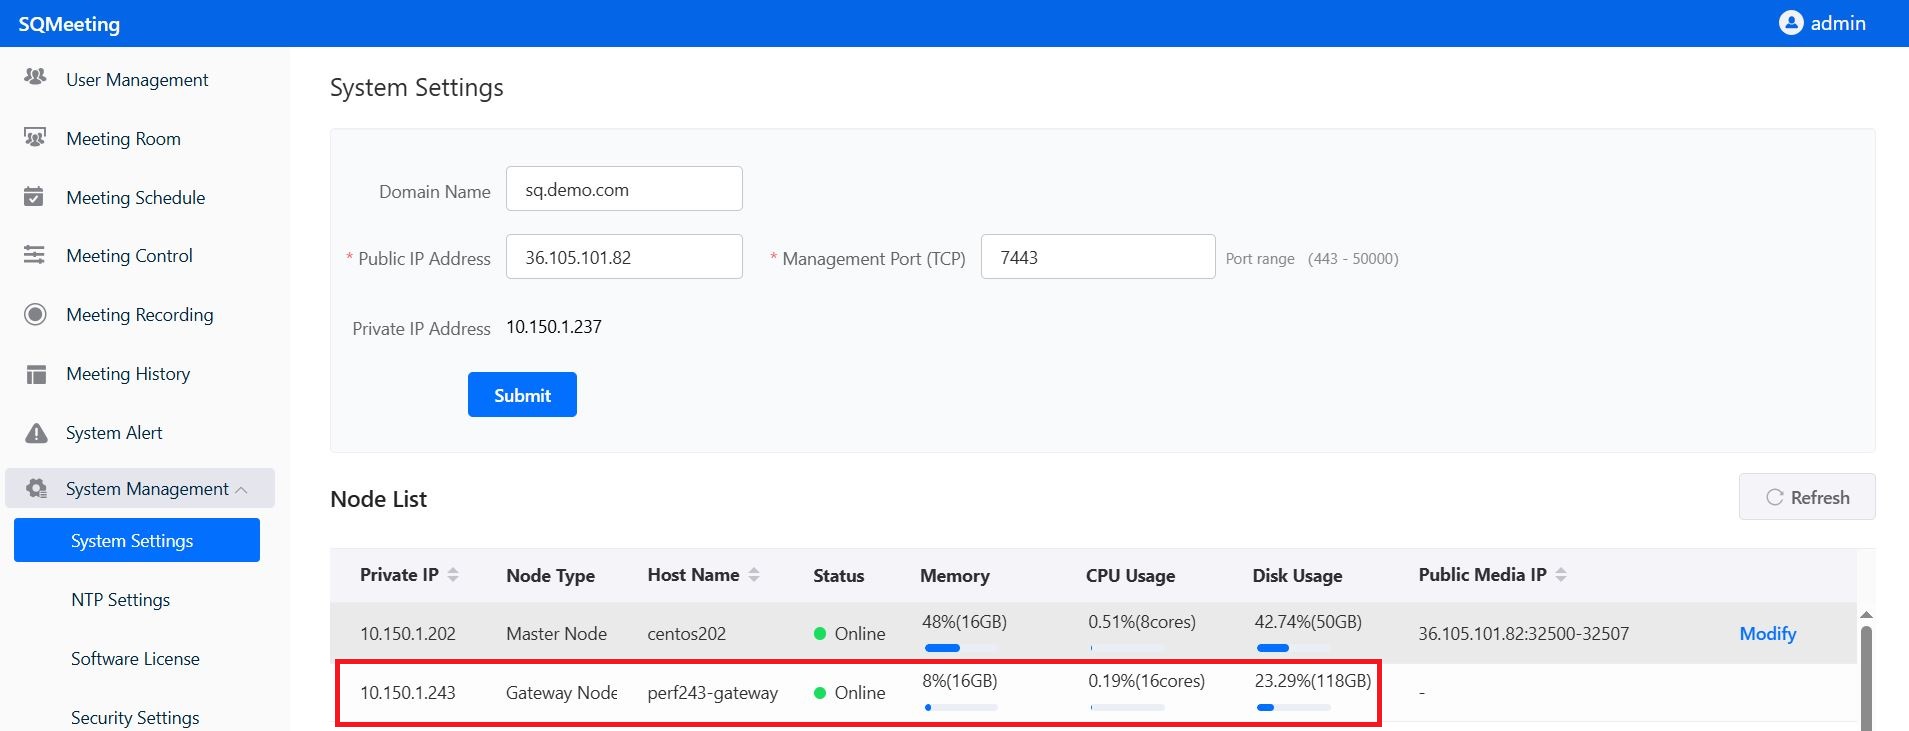 SQMeeting
admin
User Management
Meeting Room
Meeting Schedule
Meeting Control
Meeting Recording
Meeting History
System Alert
System Management
System Settings
NTP Settings
Software License
Security Settings
System Settings
Domain Name sq.demo.com
* Public IP Address 36.105.101.82 * Management Port (TCP) 7443 Port range (443 - 50000)
Private IP Address 10.150.1.237
Submit
Node List
Refresh
Private IP Node Type Host Name Status Memory CPU Usage Disk Usage Public Media IP
10.150.1.202 Master Node centos202 Online 48%(16GB) 0.51%(8cores) 42.74%(50GB) 36.105.101.82:32500-32507 Modify
10.150.1.243 Gateway Node perf243-gateway Online 8%(16GB) 0.19%(16cores) 23.29%(118GB) -